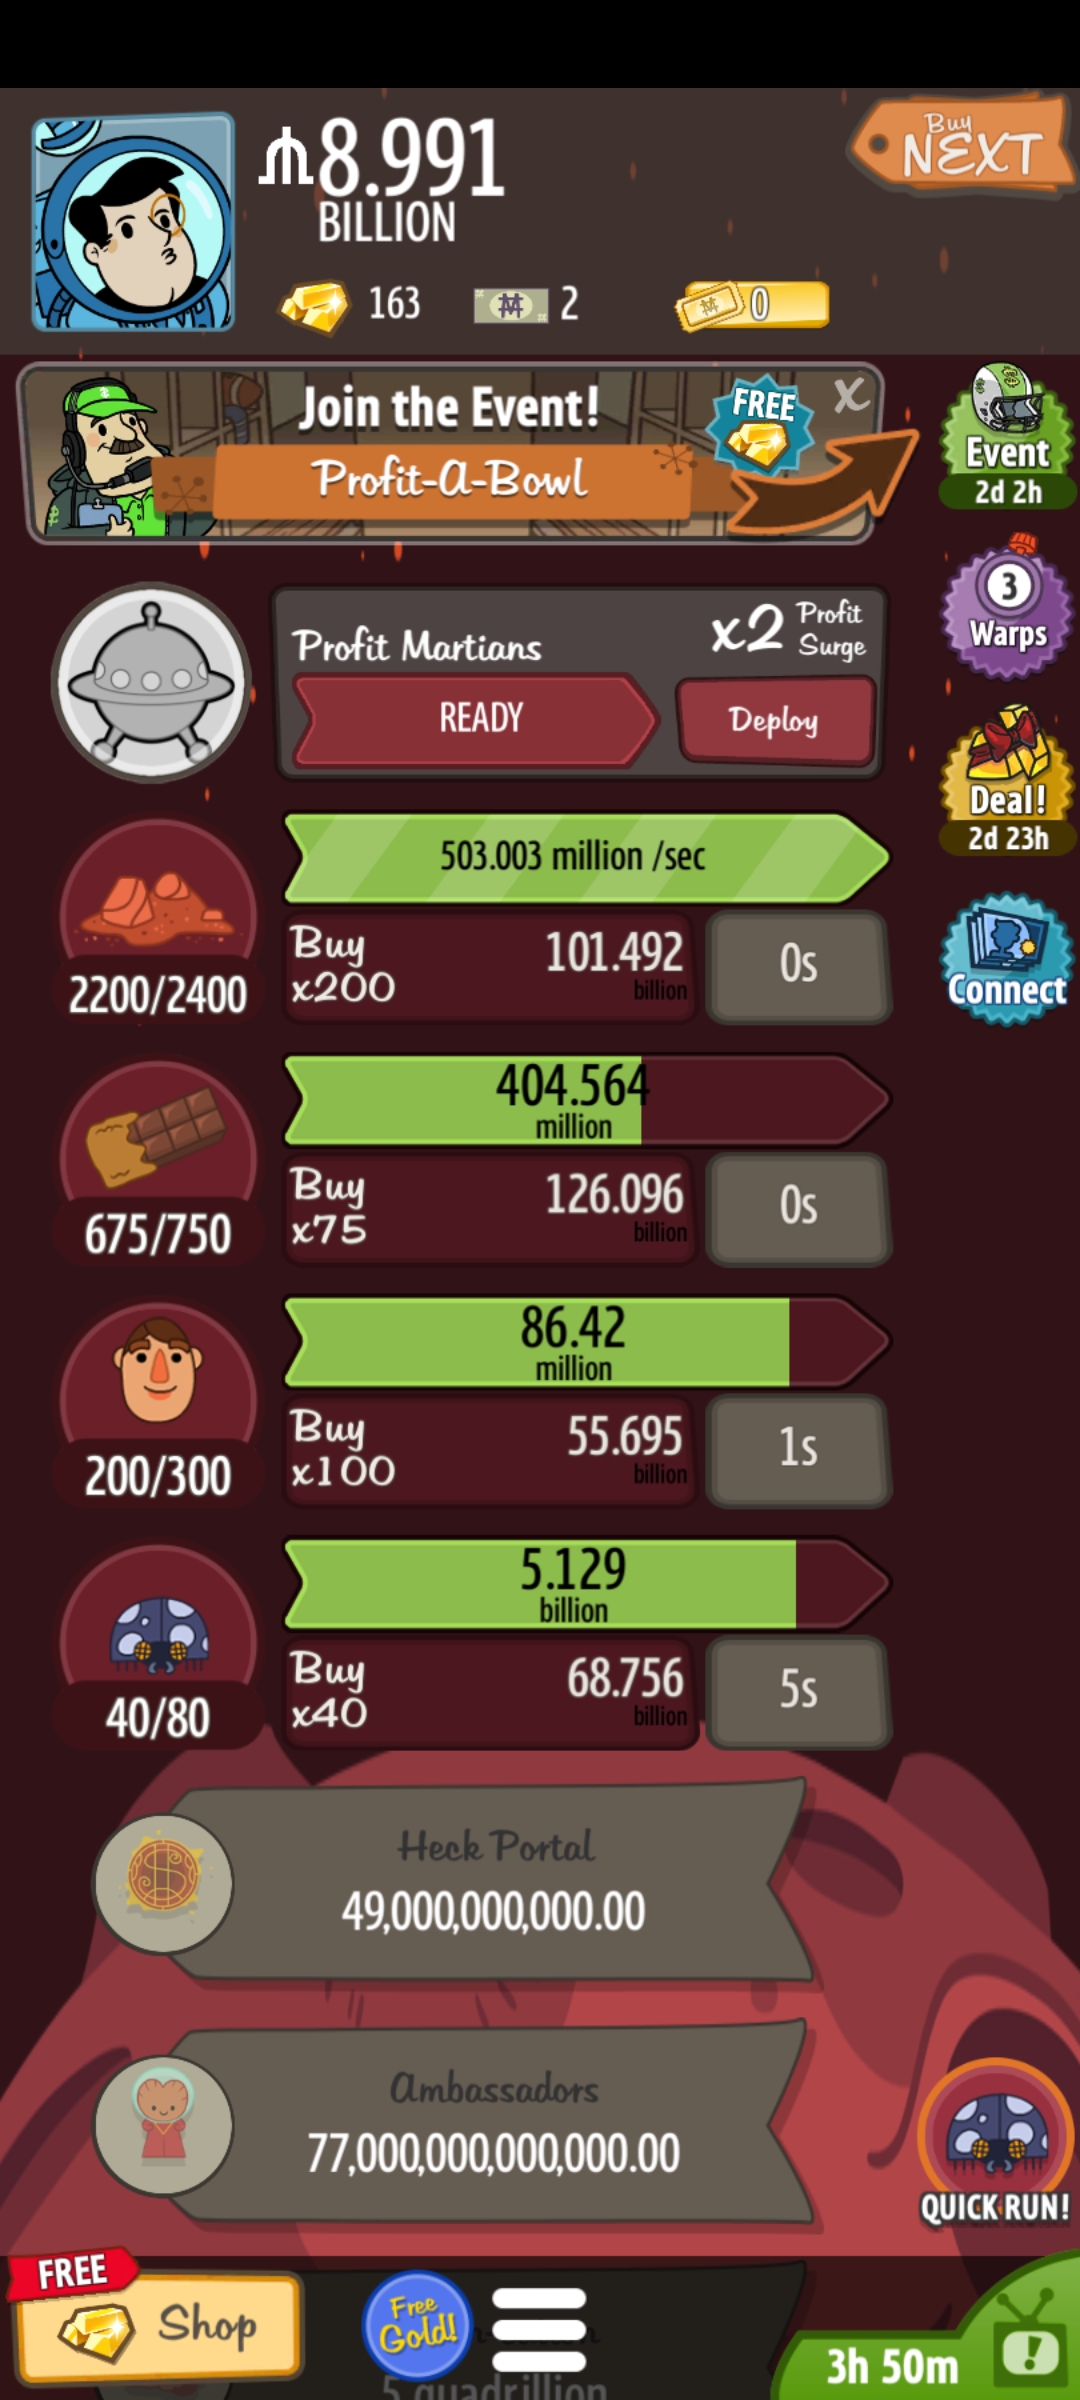 8.991
BILLION
Buy
NEXT
163
2
0
Join the Event!
Profit-A-Bowl
FREE
X
Event
2d 2h
3
Warps
Profit Martians
x2 Profit Surge
READY
Deploy
Deal!
2d 23h
503.003 million /sec
2200/2400
Buy
x200
101.492
billion
0s
Connect
404.564
million
675/750
Buy
x75
126.096
billion
0s
86.42
million
200/300
Buy
x100
55.695
billion
1s
5.129
billion
40/80
Buy
x40
68.756
billion
5s
Heck Portal
49,000,000,000.00
Ambassadors
77,000,000,000,000.00
QUICK RUN!
FREE
Shop
Free
Gold!
5 quadrillion
3h 50m